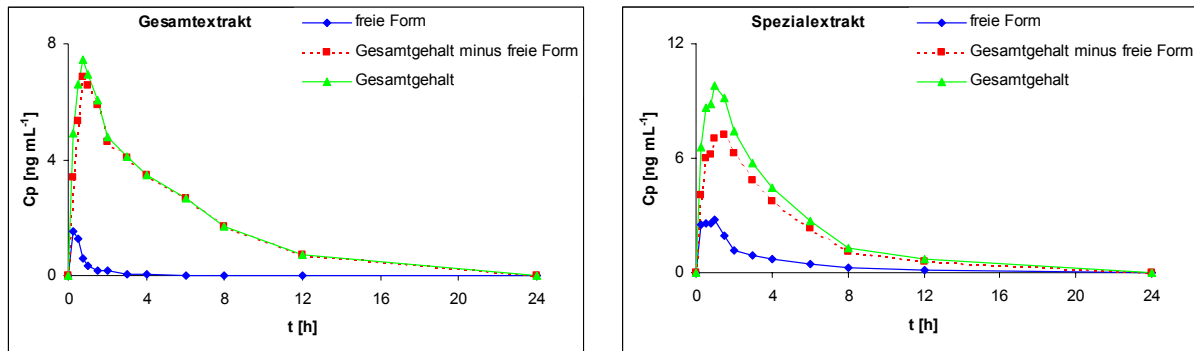 Gesamtextrakt
freie Form
Gesamtgehalt minus freie Form
Gesamtgehalt
Cp [ng mL-1]
8
4
0
0 4 8 12 16 20 24
t [h]
Spezialextrakt
freie Form
Gesamtgehalt minus freie Form
Gesamtgehalt
Cp [ng mL-1]
12
6
0
0 4 8 12 16 20 24
t [h]